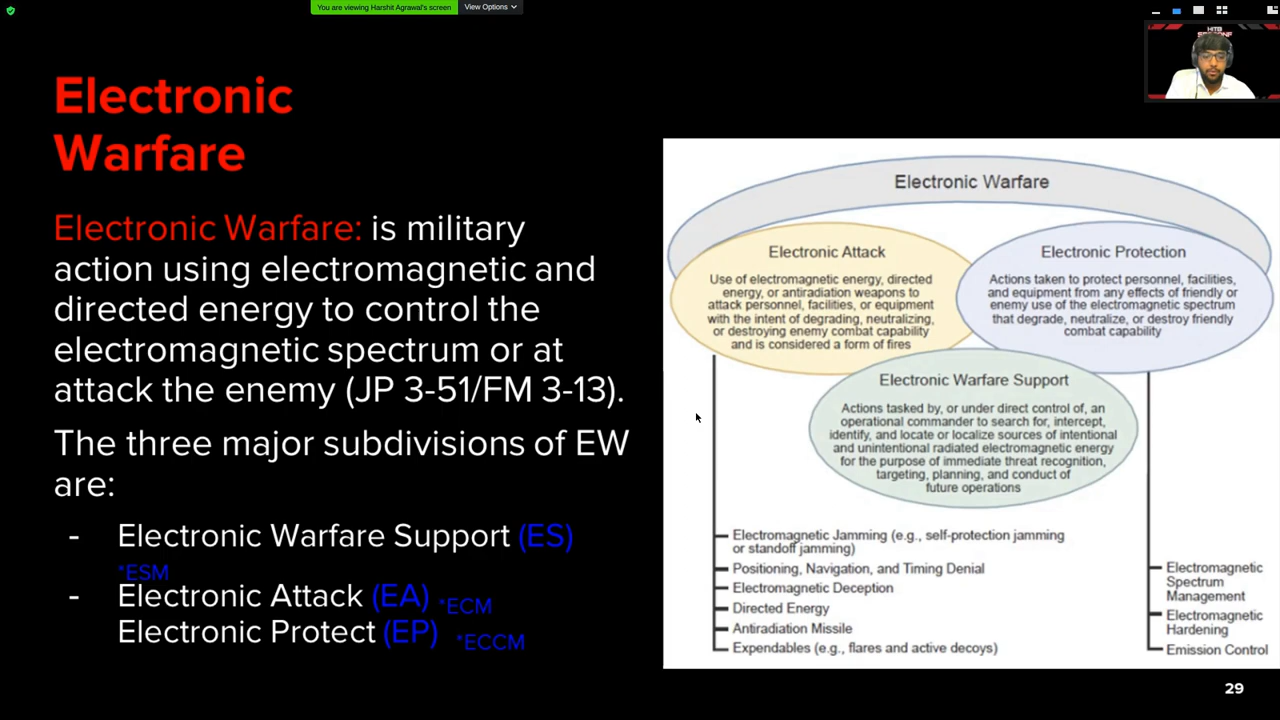 You are viewing Harshit Agrawal's screen
View Options
Electronic
Warfare
Electronic Warfare: is military
action using electromagnetic and
directed energy to control the
electromagnetic spectrum or at
attack the enemy (JP 3-51/FM 3-13).
The three major subdivisions of EW
are:
- Electronic Warfare Support (ES)
*ESM
- Electronic Attack (EA) *ECM
Electronic Protect (EP) *ECCM
Electronic Warfare
Electronic Attack
Use of electromagnetic energy, directed
energy, or antiradiation weapons to
attack personnel, facilities, or equipment
with the intent of degrading, neutralizing,
or destroying enemy combat capability
and is considered a form of fires
Electronic Protection
Actions taken to protect personnel, facilities,
and equipment from any effects of friendly or
enemy use of the electromagnetic spectrum
that degrade, neutralize, or destroy friendly
combat capability
Electronic Warfare Support
Actions tasked by, or under direct control of, an
operational commander to search for, intercept,
identify, and locate or localize sources of intentional
and unintentional radiated electromagnetic energy
for the purpose of immediate threat recognition,
targeting, planning, and conduct of
future operations
Electromagnetic Jamming (e.g., self-protection jamming
or standoff jamming)
Positioning, Navigation, and Timing Denial
Electromagnetic Deception
Directed Energy
Antiradiation Missile
Expendables (e.g., flares and active decoys)
Electromagnetic
Spectrum
Management
Electromagnetic
Hardening
Emission Control
29